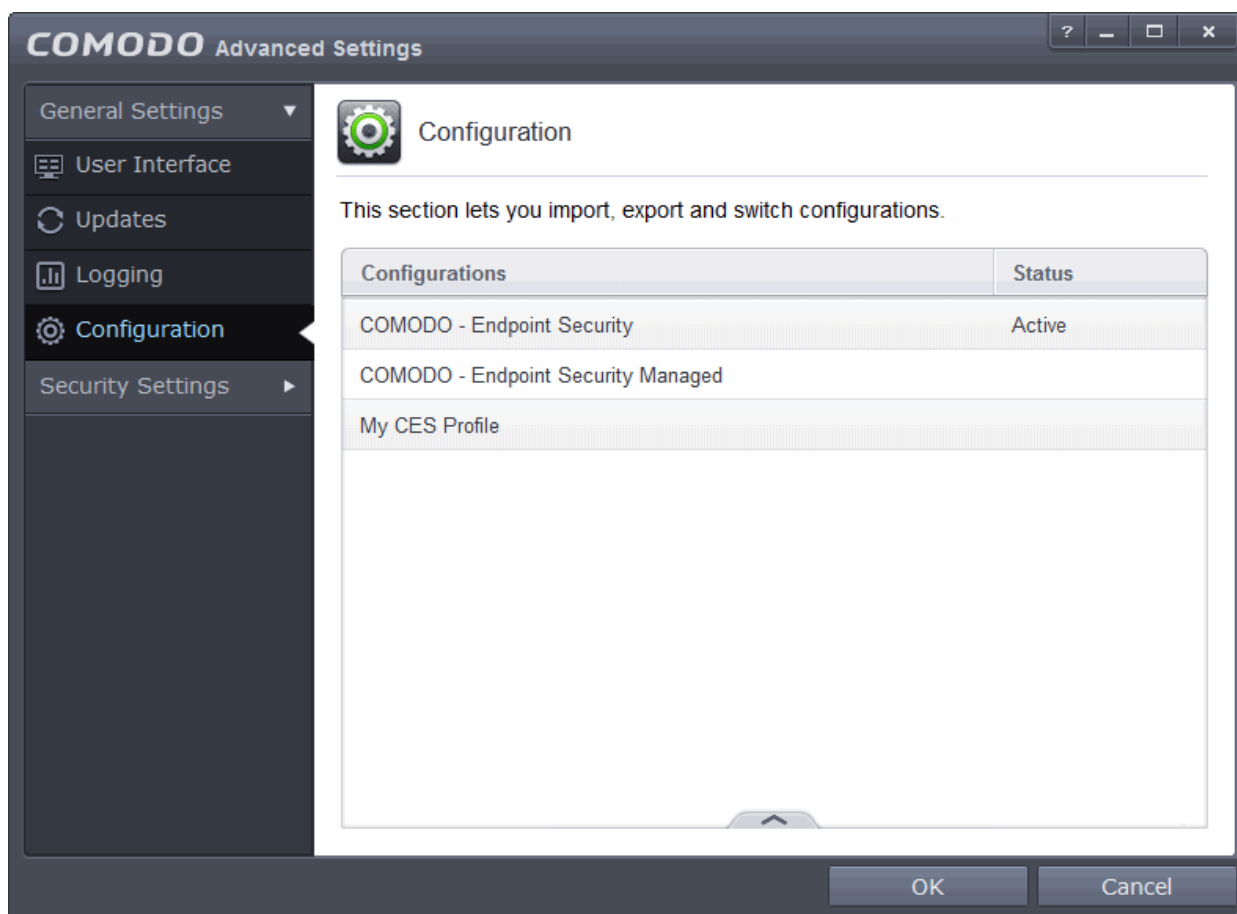 COMODO Advanced Settings
?
General Settings
User Interface
Updates
Logging
Configuration
Security Settings
Configuration
This section lets you import, export and switch configurations.
Configurations Status
COMODO - Endpoint Security Active
COMODO - Endpoint Security Managed
My CES Profile
OK Cancel